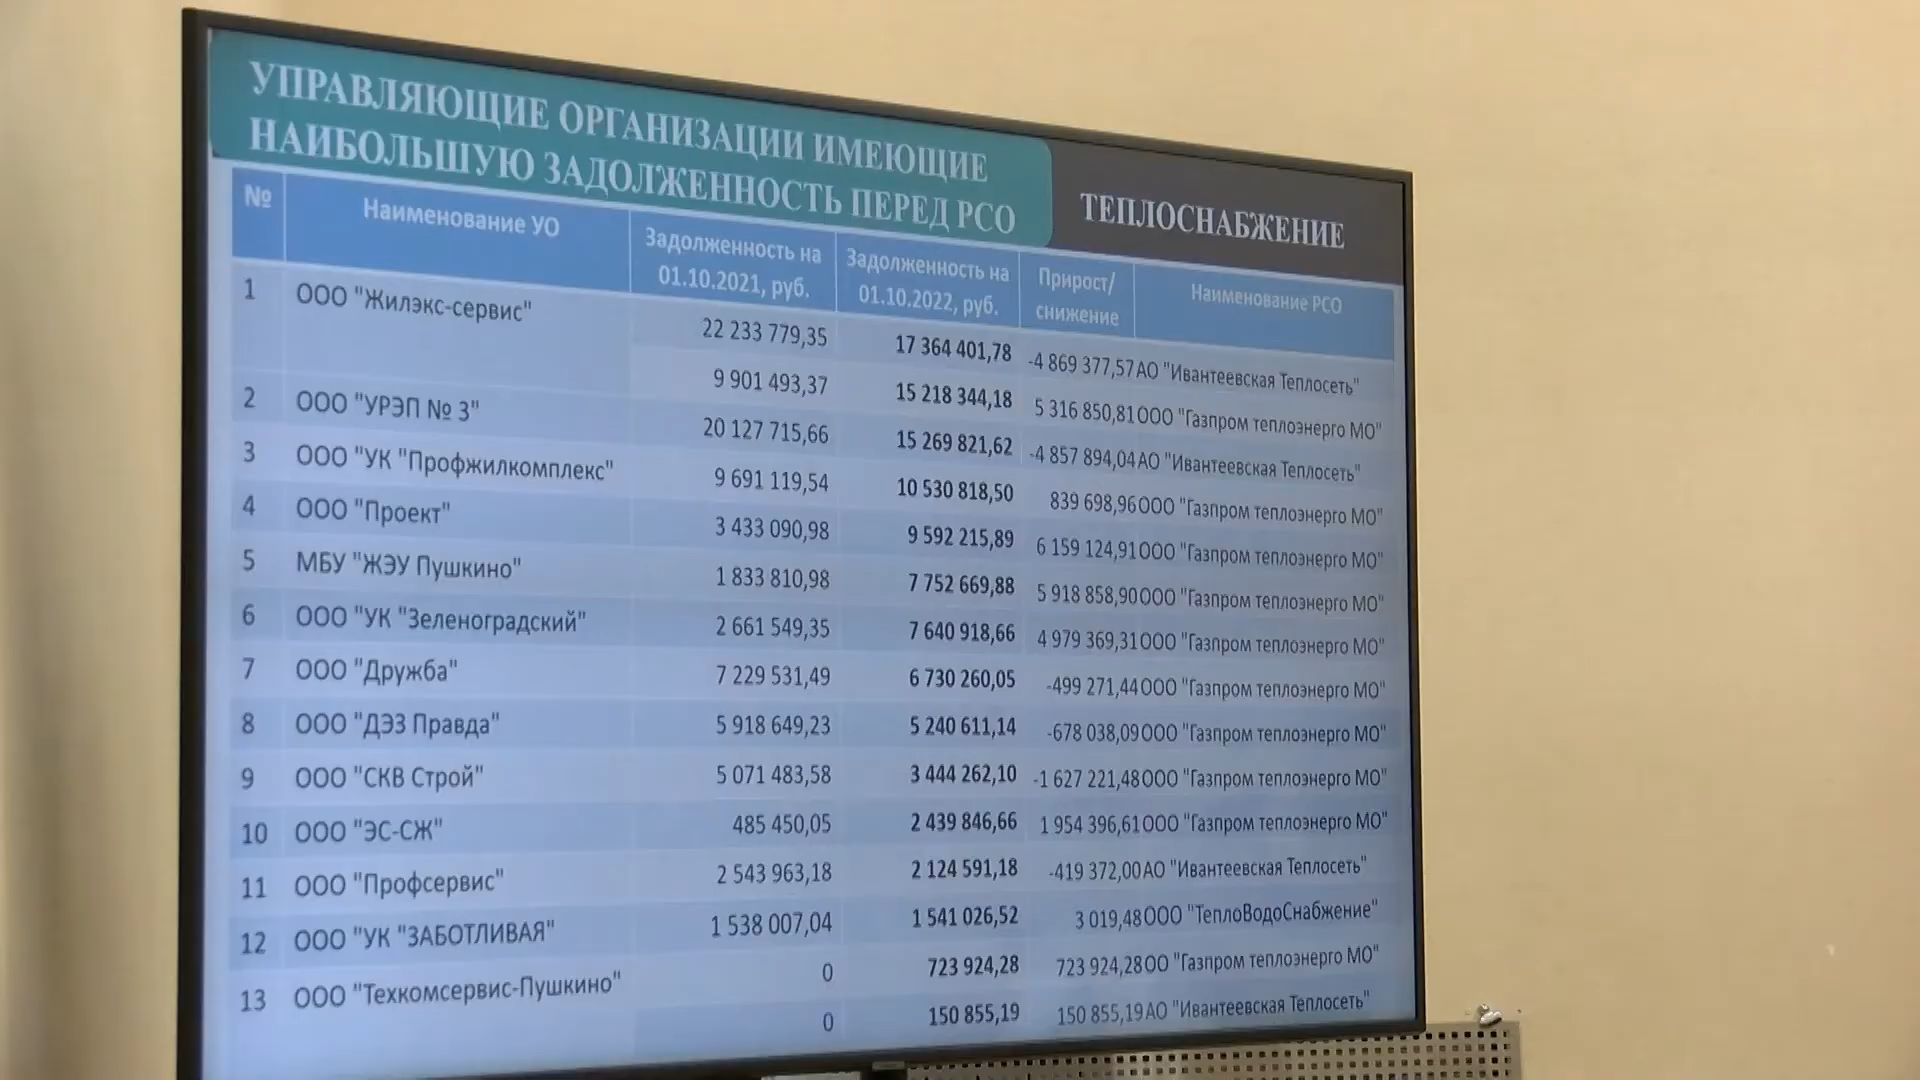 УПРАВЛЯЮЩИЕ ОРГАНИЗАЦИИ ИМЕЮЩИЕ
НАИБОЛЬШУЮ ЗАДОЛЖЕННОСТЬ ПЕРЕД РСО
ТЕПЛОСНАБЖЕНИЕ
№ Наименование УО Задолженность на 01.10.2021, руб. Задолженность на 01.10.2022, руб. Прирост/ снижение Наименование РСО
1 ООО "Жилэкс-сервис" 22 233 779,35 17 364 401,78 -4 869 377,57 АО "Ивантеевская Теплосеть"
9 901 493,37 15 218 344,18 5 316 850,81 ООО "Газпром теплоэнерго МО"
2 ООО "УРЭП № 3" 20 127 715,66 15 269 821,62 -4 857 894,04 АО "Ивантеевская Теплосеть"
3 ООО "УК "Профжилкомплекс" 9 691 119,54 10 530 818,50 839 698,96 ООО "Газпром теплоэнерго МО"
4 ООО "Проект" 3 433 090,98 9 592 215,89 6 159 124,91 ООО "Газпром теплоэнерго МО"
5 МБУ "ЖЭУ Пушкино" 1 833 810,98 7 752 669,88 5 918 858,90 ООО "Газпром теплоэнерго МО"
6 ООО "УК "Зеленоградский" 2 661 549,35 7 640 918,66 4 979 369,31 ООО "Газпром теплоэнерго МО"
7 ООО "Дружба" 7 229 531,49 6 730 260,05 -499 271,44 ООО "Газпром теплоэнерго МО"
8 ООО "ДЭЗ Правда" 5 918 649,23 5 240 611,14 -678 038,09 ООО "Газпром теплоэнерго МО"
9 ООО "СКВ Строй" 5 071 483,58 3 444 262,10 -1 627 221,48 ООО "Газпром теплоэнерго МО"
10 ООО "ЭС-СЖ" 485 450,05 2 439 846,66 1 954 396,61 ООО "Газпром теплоэнерго МО"
11 ООО "Профсервис" 2 543 963,18 2 124 591,18 -419 372,00 АО "Ивантеевская Теплосеть"
12 ООО "УК "ЗАБОТЛИВАЯ" 1 538 007,04 1 541 026,52 3 019,48 ООО "ТеплоВодоСнабжение"
13 ООО "Техкомсервис-Пушкино" 0 723 924,28 723 924,28 ОО "Газпром теплоэнерго МО"
0 150 855,19 150 855,19 АО "Ивантеевская Теплосеть"